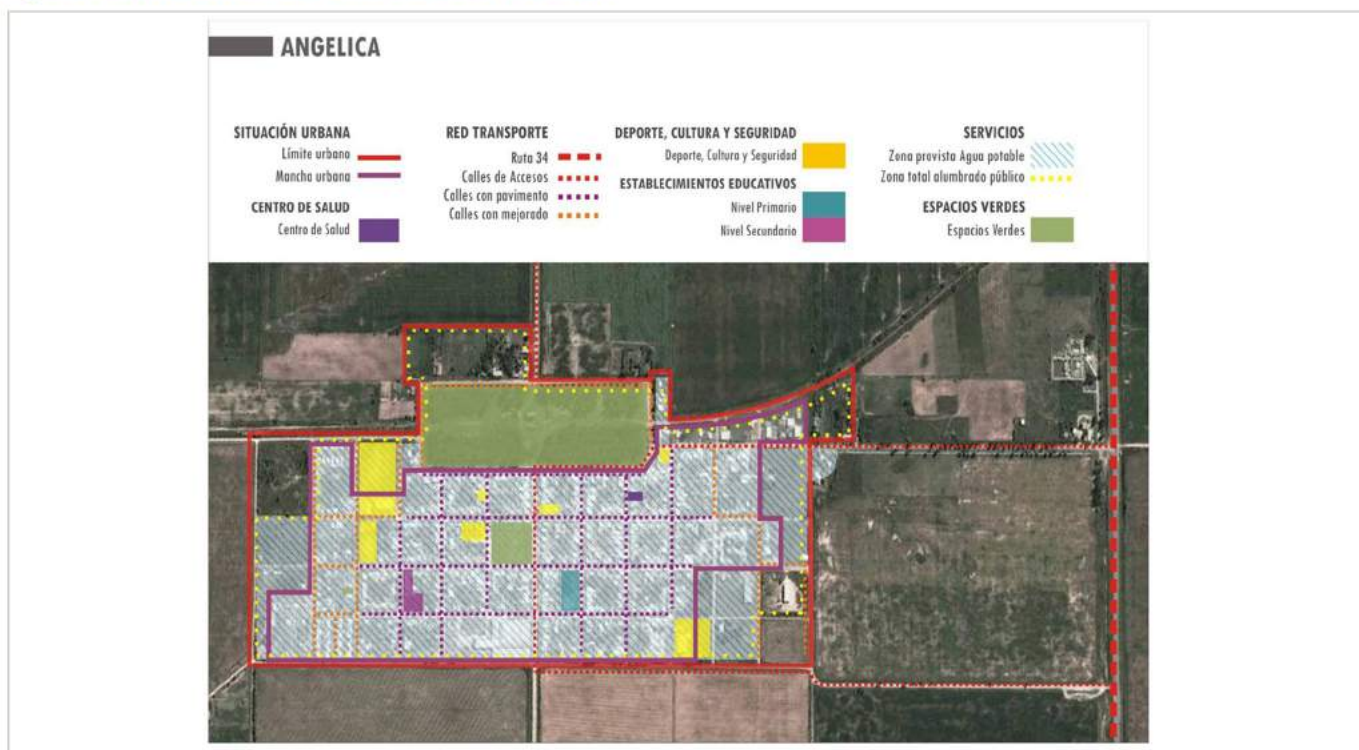 ANGELICA
SITUACIÓN URBANA
Límite urbano
Mancha urbana
CENTRO DE SALUD
Centro de Salud
RED TRANSPORTE
Ruta 34
Calles de Accesos
Calles con pavimento
Calles con mejorado
DEPORTE, CULTURA Y SEGURIDAD
Deporte, Cultura y Seguridad
ESTABLECIMIENTOS EDUCATIVOS
Nivel Primario
Nivel Secundario
SERVICIOS
Zona provista Agua potable
Zona total alumbrado público
ESPACIOS VERDES
Espacios Verdes